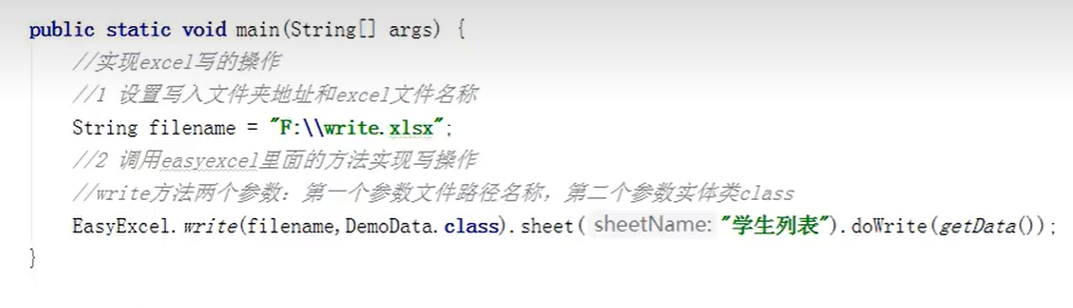 public static void main(String[] args) {
//实现excel写的操作
//1 设置写入文件夹地址和excel文件名称
String filename = "F:\\write.xlsx";
//2 调用easyexcel里面的方法实现写操作
//write方法两个参数：第一个参数文件路径名称，第二个参数实体类class
EasyExcel.write(filename,DemoData.class).sheet( sheetName: "学生列表").doWrite(getData());
}